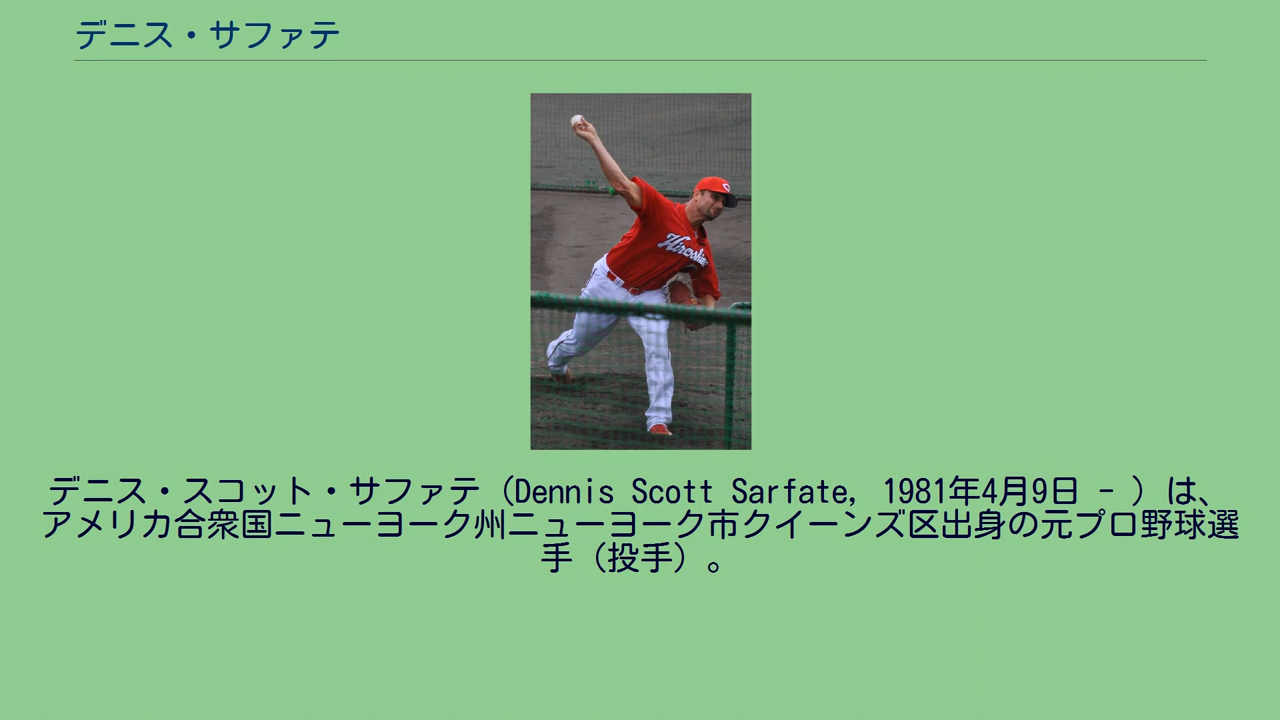 デニス・サファテ
Hiroshima
デニス・スコット・サファテ（Dennis Scott Sarfate, 1981年4月9日 - ）は、
アメリカ合衆国ニューヨーク州ニューヨーク市クイーンズ区出身の元プロ野球選
手（投手）。